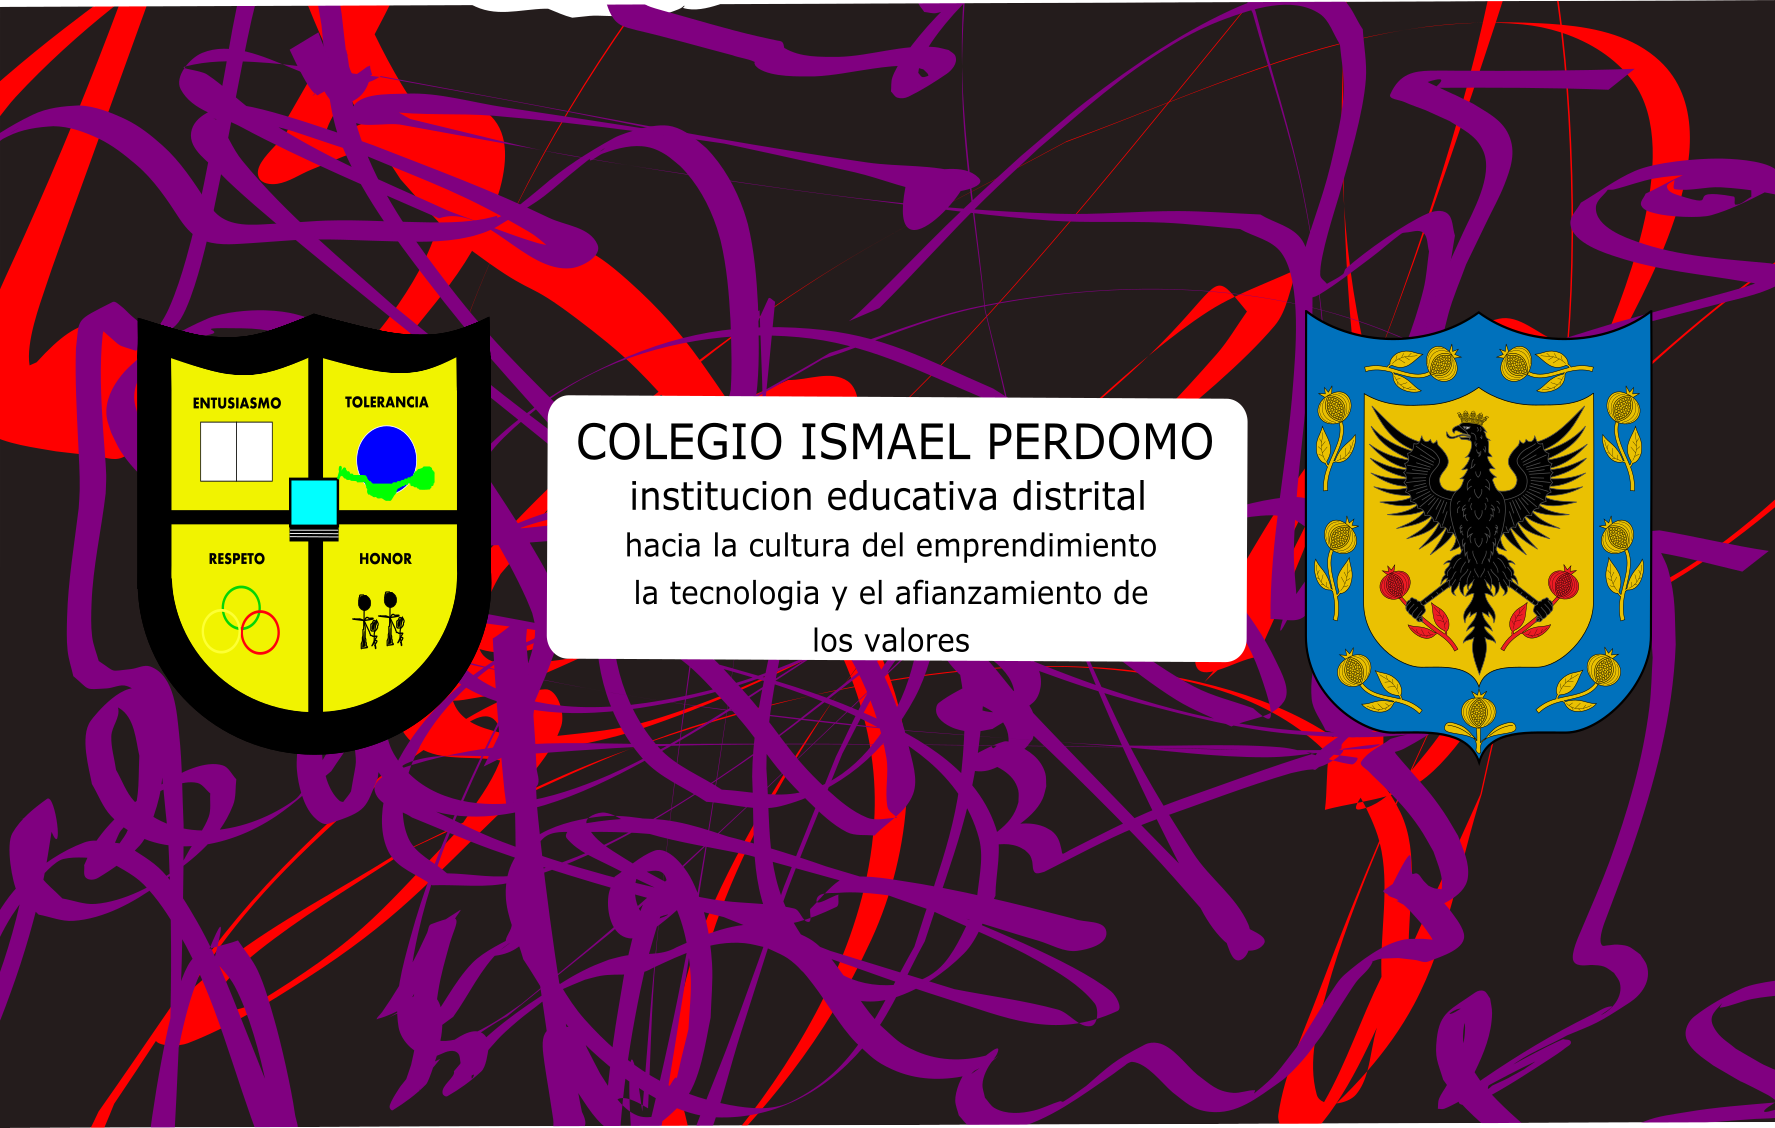 ENTUSIASMO
TOLERANCIA
RESPETO
HONOR
COLEGIO ISMAEL PERDOMO
institucion educativa distrital
hacia la cultura del emprendimiento
la tecnologia y el afianzamiento de
los valores